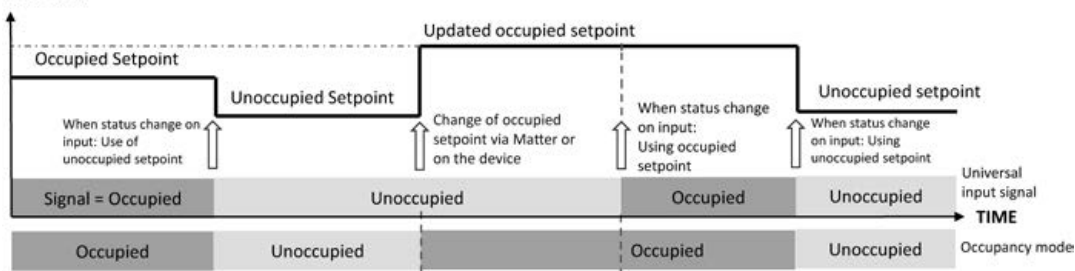 Updated occupied setpoint
Occupied Setpoint
Unoccupied Setpoint
Unoccupied setpoint
When status change on
input: Use of
unoccupied setpoint
Change of occupied
setpoint via Matter or
on the device
When status change
on input:
Using occupied
setpoint
When status change
on input: Using
unoccupied setpoint
Signal = Occupied
Unoccupied
Occupied
Unoccupied
Universal
input signal
TIME
Occupied
Unoccupied
Occupied
Unoccupied
Occupancy mode